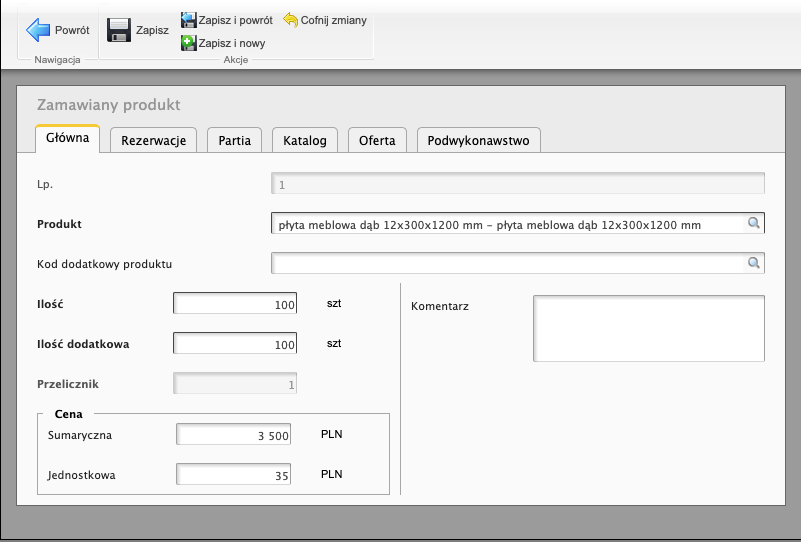 Powrót
Zapisz
Zapisz i powrót
Cofnij zmiany
Zapisz i nowy
Nawigacja
Akcje
Zamawiany produkt
Główna Rezerwacje Partia Katalog Oferta Podwykonawstwo
Lp. 1
Produkt płyta meblowa dąb 12x300x1200 mm - płyta meblowa dąb 12x300x1200 mm
Kod dodatkowy produktu
Ilość 100 szt
Komentarz
Ilość dodatkowa 100 szt
Przelicznik 1
Cena
Sumaryczna 3 500 PLN
Jednostkowa 35 PLN